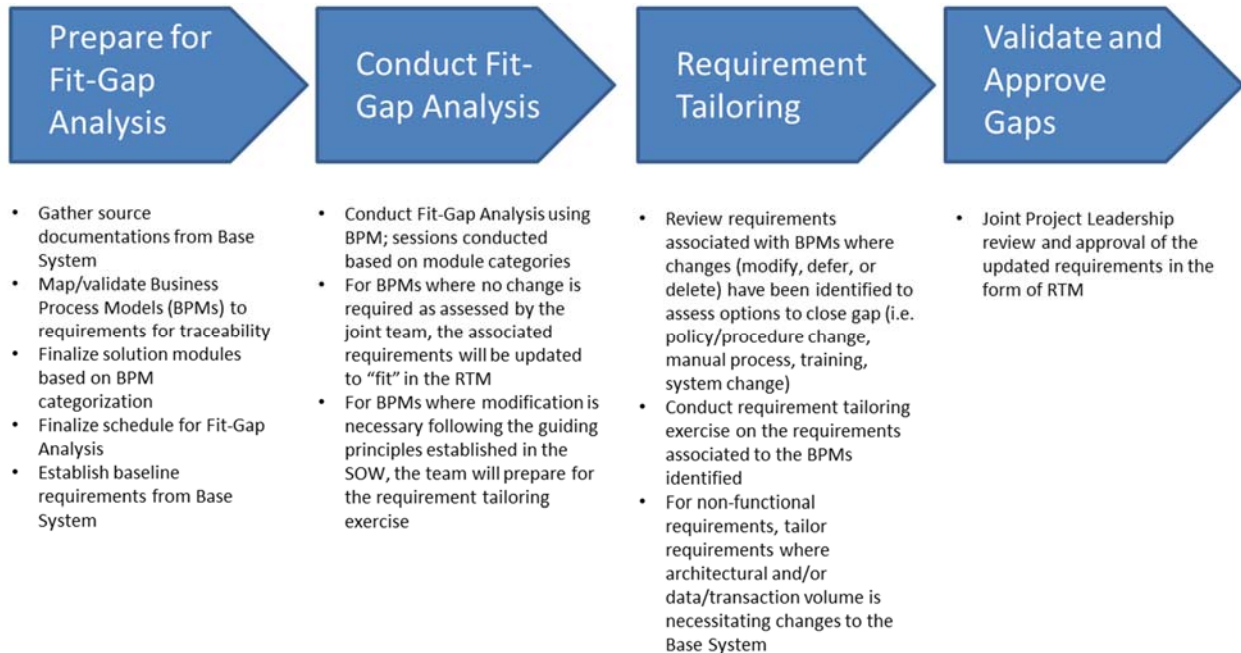 Prepare for
Fit-Gap
Analysis
• Gather source
documentations from Base
System
• Map/validate Business
Process Models (BPMs) to
requirements for traceability
• Finalize solution modules
based on BPM
categorization
• Finalize schedule for Fit-Gap
Analysis
• Establish baseline
requirements from Base
System
Conduct Fit-
Gap Analysis
• Conduct Fit-Gap Analysis using
BPM; sessions conducted
based on module categories
• For BPMs where no change is
required as assessed by the
joint team, the associated
requirements will be updated
to “fit” in the RTM
• For BPMs where modification is
necessary following the guiding
principles established in the
SOW, the team will prepare for
the requirement tailoring
exercise
Requirement
Tailoring
• Review requirements
associated with BPMs where
changes (modify, defer, or
delete) have been identified to
assess options to close gap (i.e.
policy/procedure change,
manual process, training,
system change)
• Conduct requirement tailoring
exercise on the requirements
associated to the BPMs
identified
• For non-functional
requirements, tailor
requirements where
architectural and/or
data/transaction volume is
necessitating changes to the
Base System
Validate and
Approve
Gaps
• Joint Project Leadership
review and approval of the
updated requirements in the
form of RTM